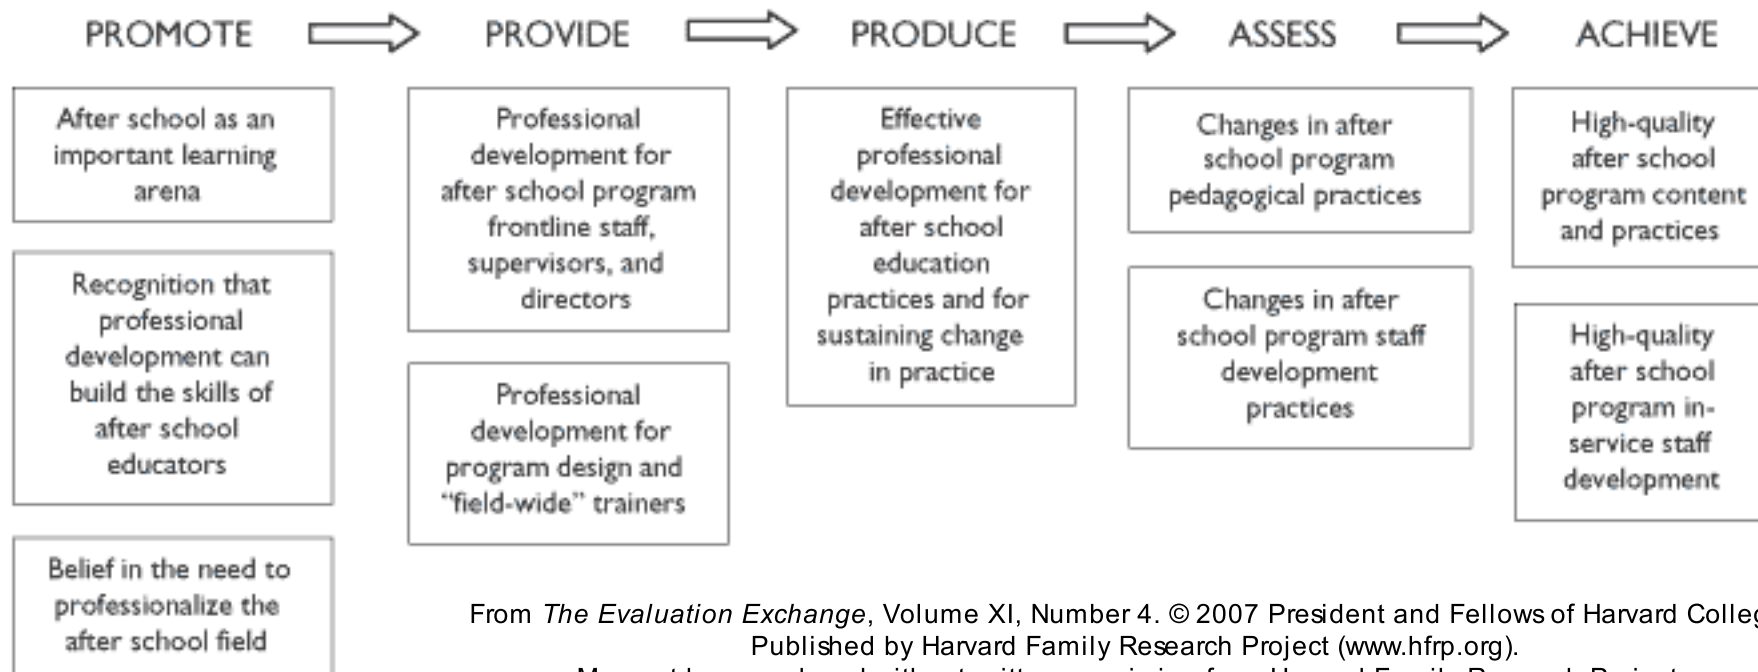 PROMOTE PROVIDE PRODUCE ASSESS ACHIEVE
After school as an
important learning
arena
Recognition that
professional
development can
build the skills of
after school
educators
Belief in the need to
professionalize the
after school field
Professional
development for
after school program
frontline staff,
supervisors, and
directors
Professional
development for
program design and
“field-wide” trainers
Effective
professional
development for
after school
education
practices and for
sustaining change
in practice
Changes in after
school program
pedagogical practices
Changes in after
school program staff
development
practices
High-quality
after school
program content
and practices
High-quality
after school
program in-
service staff
development
From The Evaluation Exchange, Volume XI, Number 4. © 2007 President and Fellows of Harvard
Published by Harvard Family Research Project (www.hfrp.org).